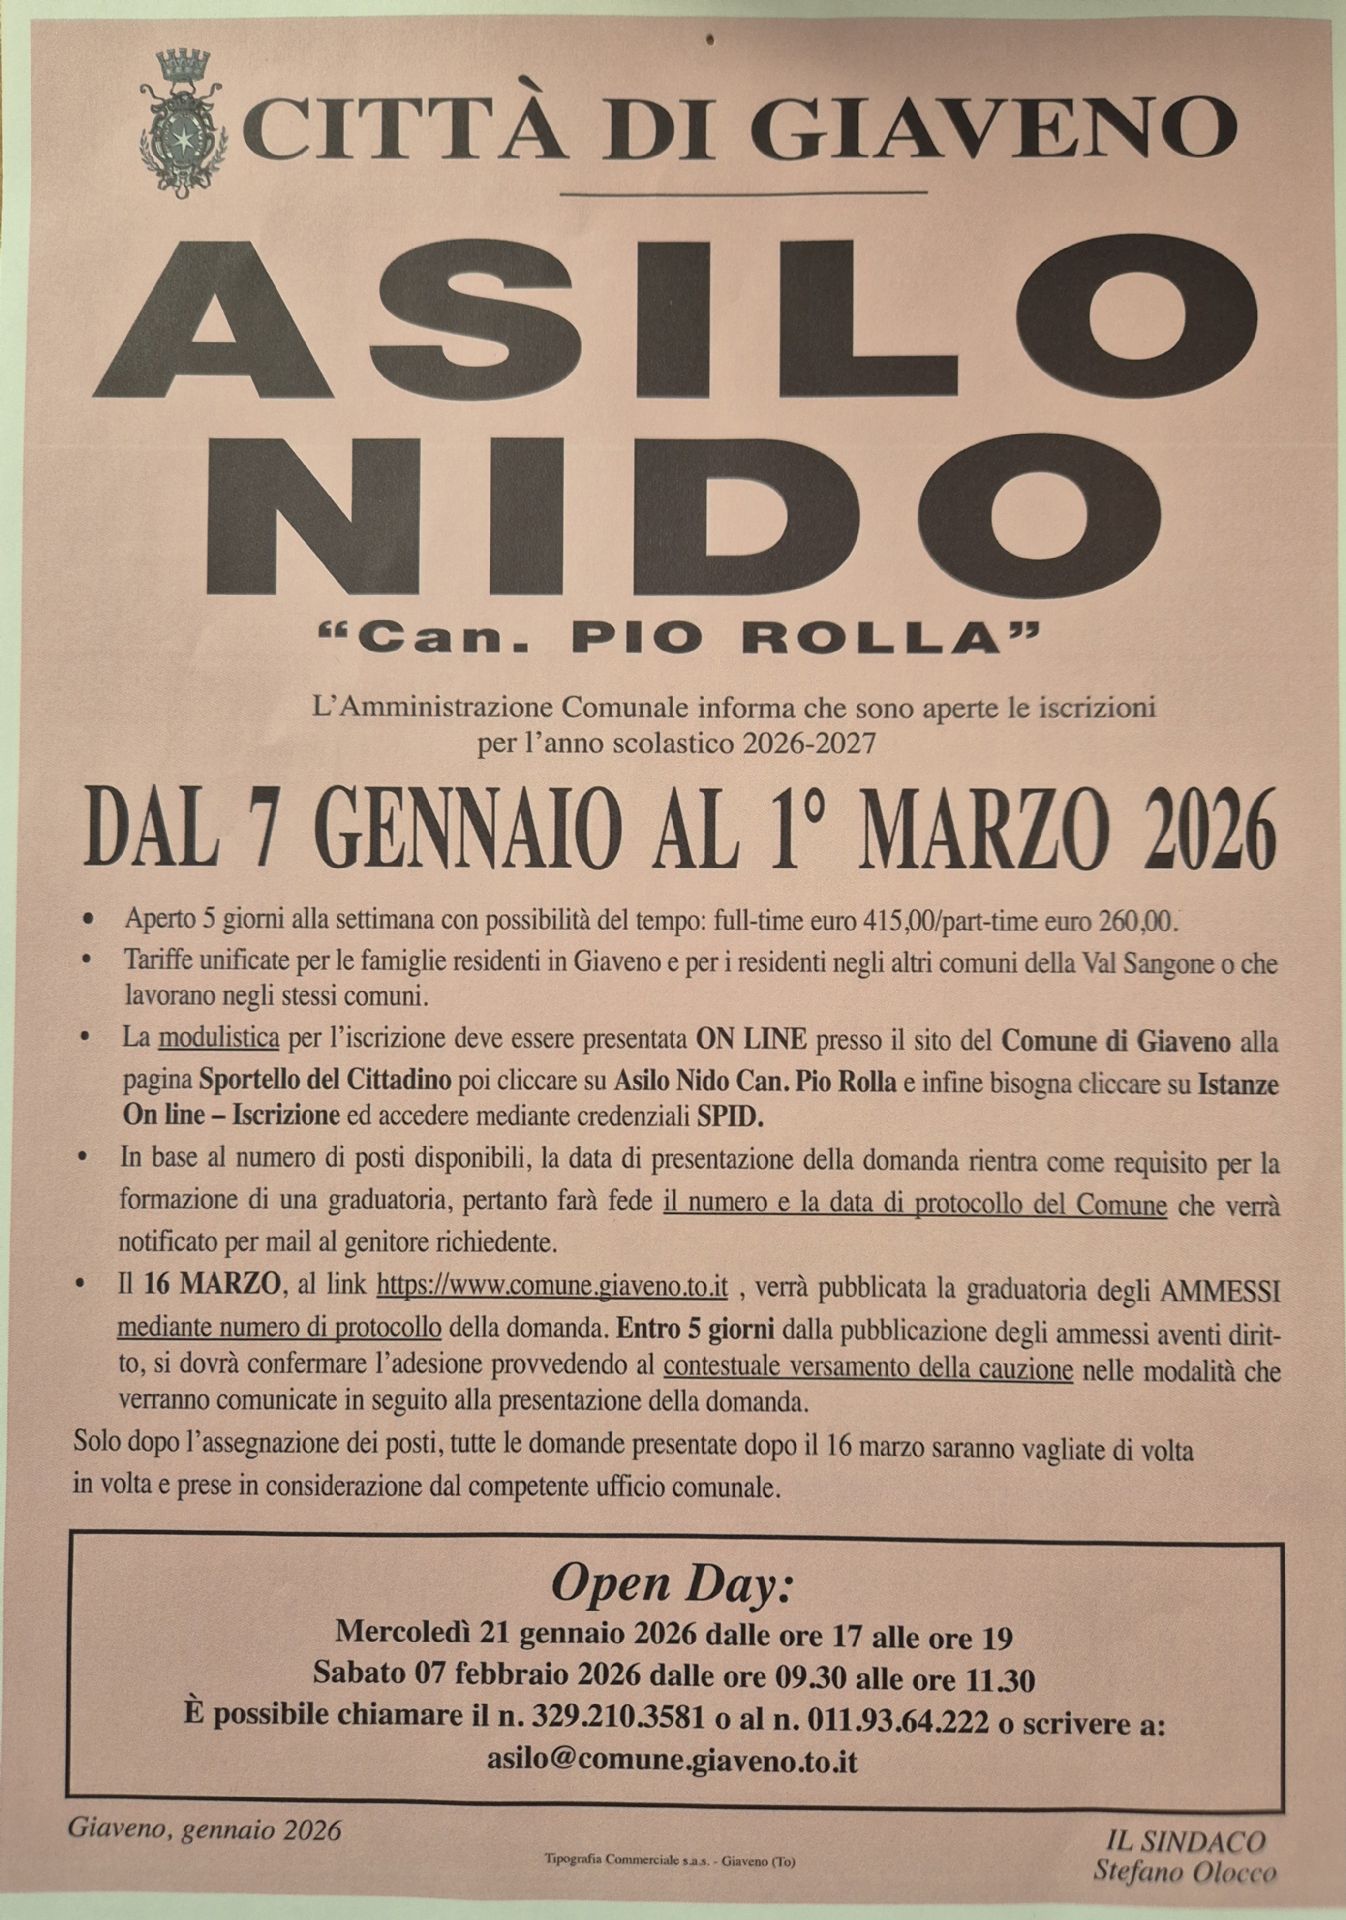 CITTÀ DI GIAVENO
ASILO
NIDO
“Can. PIO ROLLA”
L’Amministrazione Comunale informa che sono aperte le iscrizioni
per l’anno scolastico 2026-2027
DAL 7 GENNAIO AL 1° MARZO 2026
• Aperto 5 giorni alla settimana con possibilità del tempo: full-time euro 415,00/part-time euro 260,00.
• Tariffe unificate per le famiglie residenti in Giaveno e per i residenti negli altri comuni della Val Sangone o che
lavorano negli stessi comuni.
• La modulistica per l’iscrizione deve essere presentata ON LINE presso il sito del Comune di Giaveno alla
pagina Sportello del Cittadino poi cliccare su Asilo Nido Can. Pio Rolla e infine bisogna cliccare su Istanze
On line – Iscrizione ed accedere mediante credenziali SPID.
• In base al numero di posti disponibili, la data di presentazione della domanda rientra come requisito per la
formazione di una graduatoria, pertanto farà fede il numero e la data di protocollo del Comune che verrà
notificato per mail al genitore richiedente.
• Il 16 MARZO, al link https://www.comune.giaveno.to.it , verrà pubblicata la graduatoria degli AMMESSI
mediante numero di protocollo della domanda. Entro 5 giorni dalla pubblicazione degli ammessi aventi dirit-
to, si dovrà confermare l’adesione provvedendo al contestuale versamento della cauzione nelle modalità che
verranno comunicate in seguito alla presentazione della domanda.
Solo dopo l’assegnazione dei posti, tutte le domande presentate dopo il 16 marzo saranno vagliate di volta
in volta e prese in considerazione dal competente ufficio comunale.
Open Day:
Mercoledì 21 gennaio 2026 dalle ore 17 alle ore 19
Sabato 07 febbraio 2026 dalle ore 09.30 alle ore 11.30
È possibile chiamare il n. 329.210.3581 o al n. 011.93.64.222 o scrivere a:
asilo@comune.giaveno.to.it
Giaveno, gennaio 2026
IL SINDACO
Tipografia Commerciale s.a.s. - Giaveno (To)
Stefano Olocco